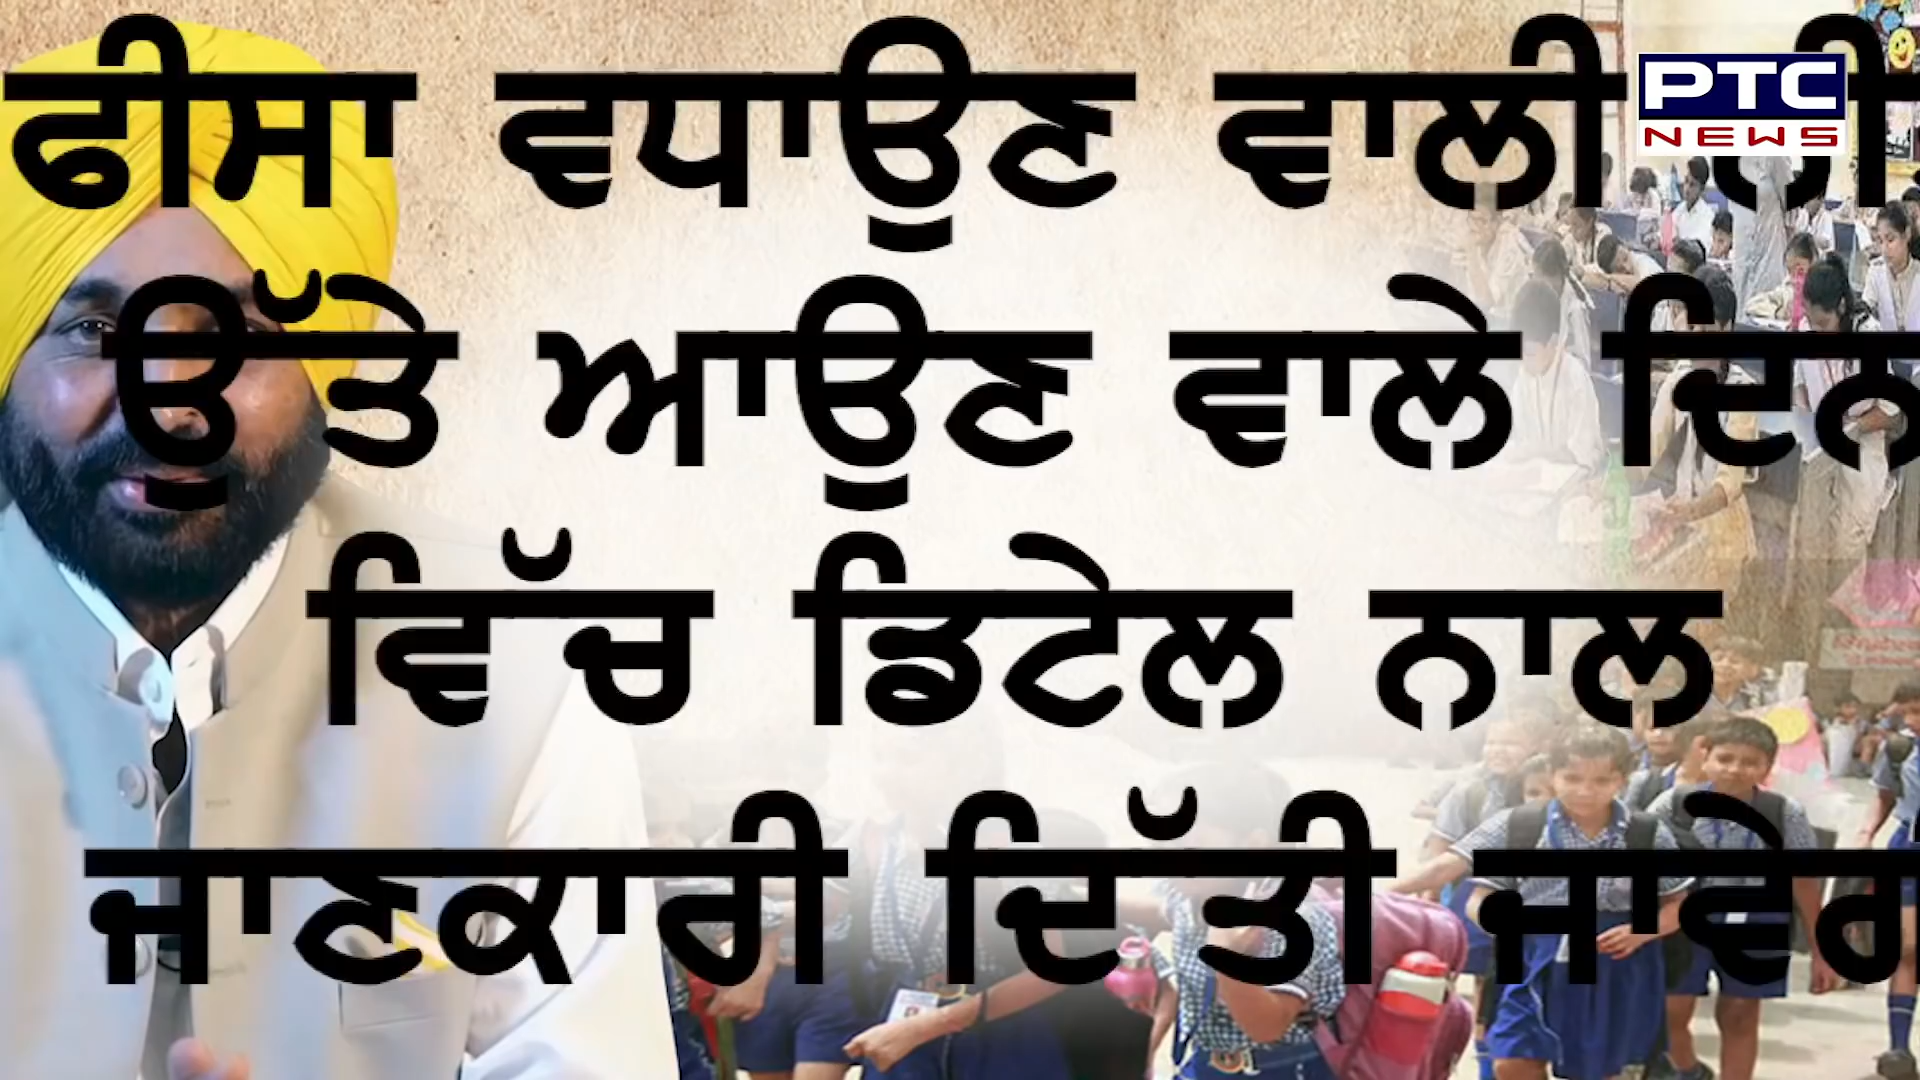 ਫੀਸਾ ਵਧਾਉਣ ਵਾਲੀ
PTC
NEWS
ਉੱਤੇ ਆਉਣ ਵਾਲੇ
ਵਿੱਚ ਡਿਟੇਲ ਨਾਲ
ਜਾਣਕਾਰੀ ਦਿੱਤੀ